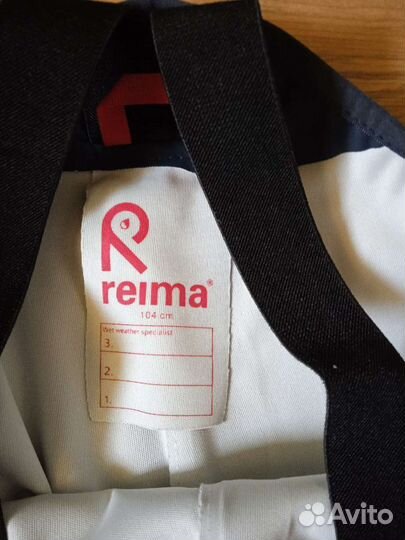 reima®
104 cm
Wet weather specialist
3.
2.
1.
Avito